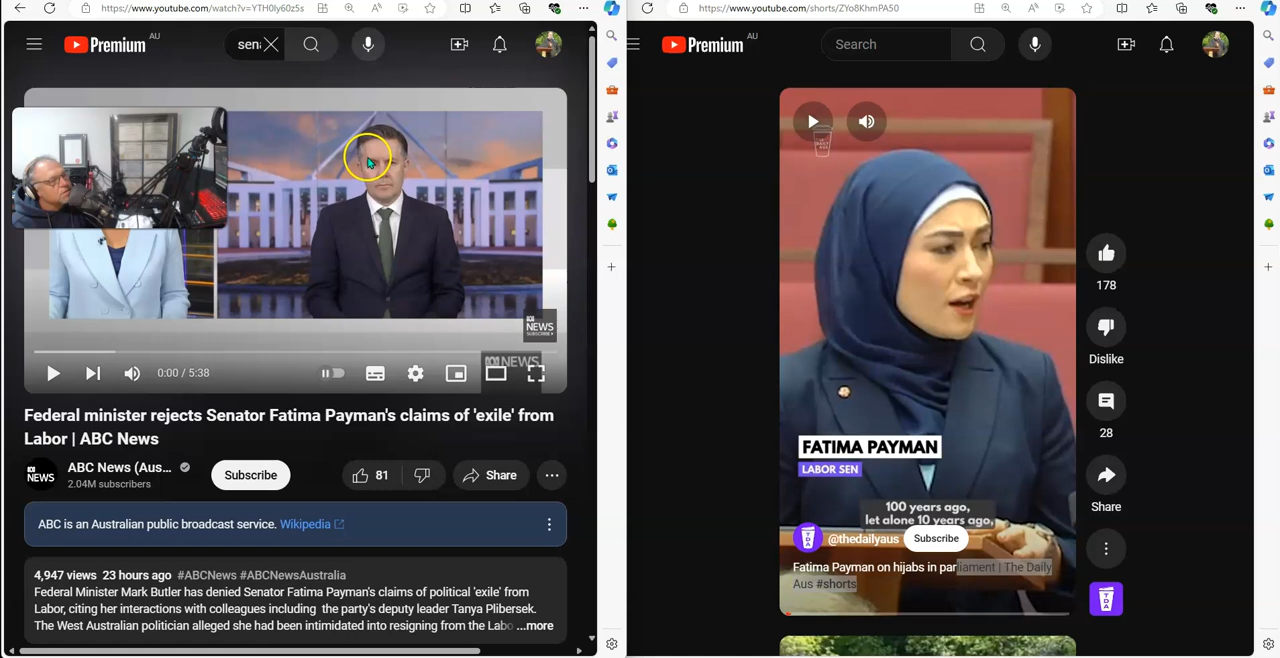 https://www.youtube.com/watch?v=YTH0Iy60z5s
https://www.youtube.com/shorts/ZYo8KhmPA50
Premium AU
sen
Premium AU
Search
NEWS
SUBSCRIBE
NEWS
0:00 / 5:38
Federal minister rejects Senator Fatima Payman's claims of 'exile' from
Labor | ABC News
NEWS
ABC News (Aus...
2.04M subscribers
Subscribe
81
Share
ABC is an Australian public broadcast service. Wikipedia
4,947 views 23 hours ago #ABCNews #ABCNewsAustralia
Federal Minister Mark Butler has denied Senator Fatima Payman's claims of political 'exile' from
Labor, citing her interactions with colleagues including the party's deputy leader Tanya Plibersek.
The West Australian politician alleged she had been intimidated into resigning from the Labo ...more
FATIMA PAYMAN
LABOR SEN
100 years ago,
let alone 10 years ago,
TDA
@thedailyaus
Subscribe
Fatima Payman on hijabs in parliament | The Daily
Aus #shorts
178
Dislike
28
Share
TDA